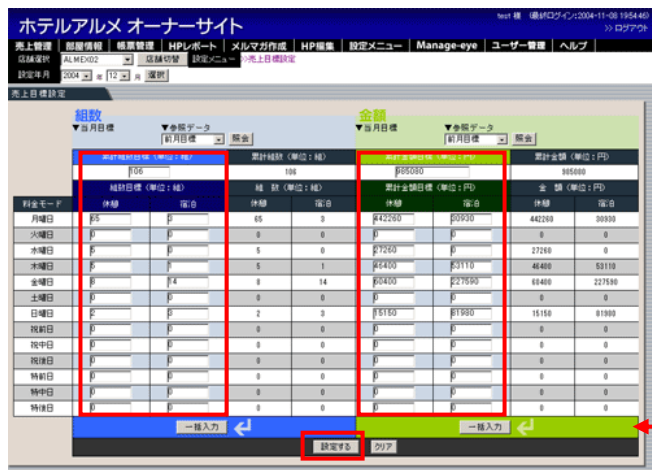 ホテルアルメ オーナーサイト
test 様 (最終ログイン:2004-11-08 19:54:46)
>> ログアウト
売上管理 部屋情報 帳票管理 HPレポート メルマガ作成 HP編集 設定メニュー Manage-eye ユーザー管理 ヘルプ
店舗選択 ALMEX02 店舗切替 設定メニュー >>売上目標設定
設定年月 2004 年 12 月 選択
売上目標設定
組数 金額
▼当月目標 ▼参照データ ▼当月目標 ▼参照データ
前月目標 照会 前月目標 照会
累計組数目標 (単位:組) 累計組数 (単位:組) 累計金額目標 (単位:円) 累計金額 (単位:円)
106 106 985080 985080
組数目標 (単位:組) 組 数 (単位:組) 累計金額目標 (単位:円) 金 額 (単位:円)
料金モード 休憩 宿泊 休憩 宿泊 休憩 宿泊 休憩 宿泊
月曜日 65 3 65 3 442260 30930 442260 30930
火曜日 0 0 0 0 0 0 0 0
水曜日 5 0 5 0 27260 0 27260 0
木曜日 5 1 5 1 46400 53110 46400 53110
金曜日 8 14 8 14 60400 227590 60400 227590
土曜日 0 0 0 0 0 0 0 0
日曜日 2 3 2 3 15150 81980 15150 81980
祝前日 0 0 0 0 0 0 0 0
祝中日 0 0 0 0 0 0 0 0
祝後日 0 0 0 0 0 0 0 0
特前日 0 0 0 0 0 0 0 0
特中日 0 0 0 0 0 0 0 0
特後日 0 0 0 0 0 0 0 0
一括入力 一括入力
設定する クリア